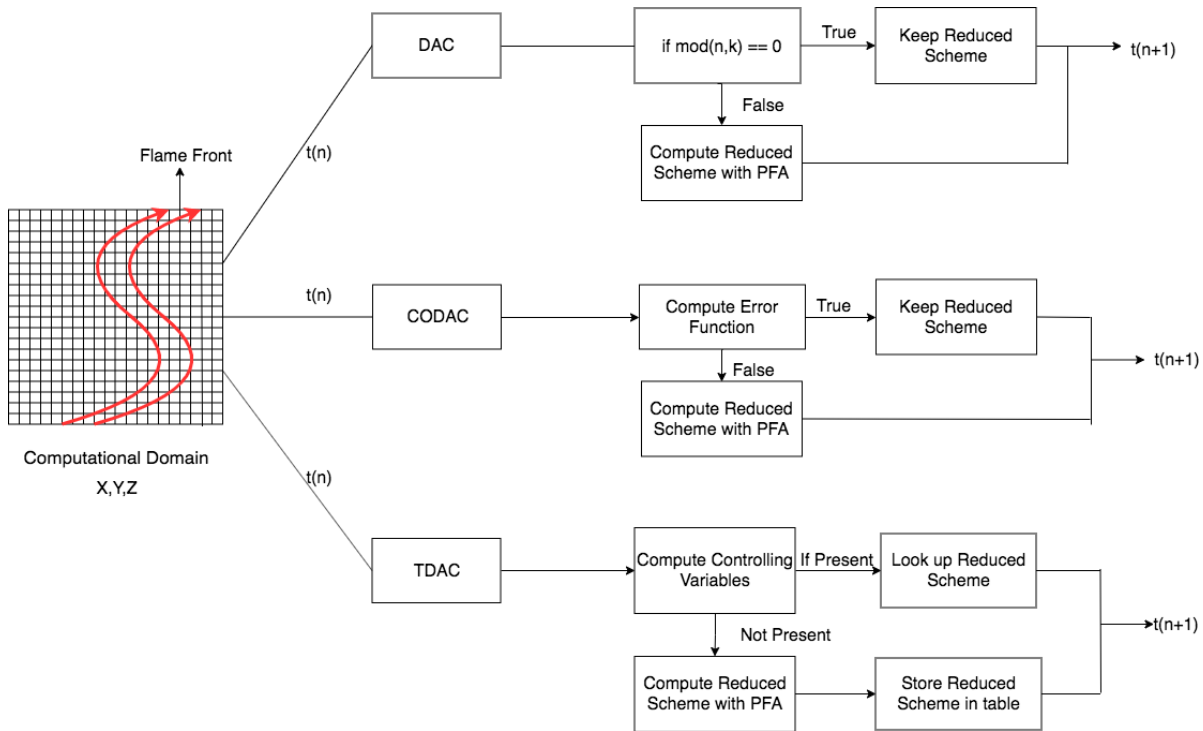 Flame Front
Computational Domain
X,Y,Z
t(n)
DAC
if mod(n,k) == 0
True
Keep Reduced
Scheme
t(n+1)
False
Compute Reduced
Scheme with PFA
t(n)
CODAC
Compute Error
Function
True
Keep Reduced
Scheme
t(n+1)
False
Compute Reduced
Scheme with PFA
t(n)
TDAC
Compute Controlling
Variables
If Present
Look up Reduced
Scheme
t(n+1)
Not Present
Compute Reduced
Scheme with PFA
Store Reduced
Scheme in table